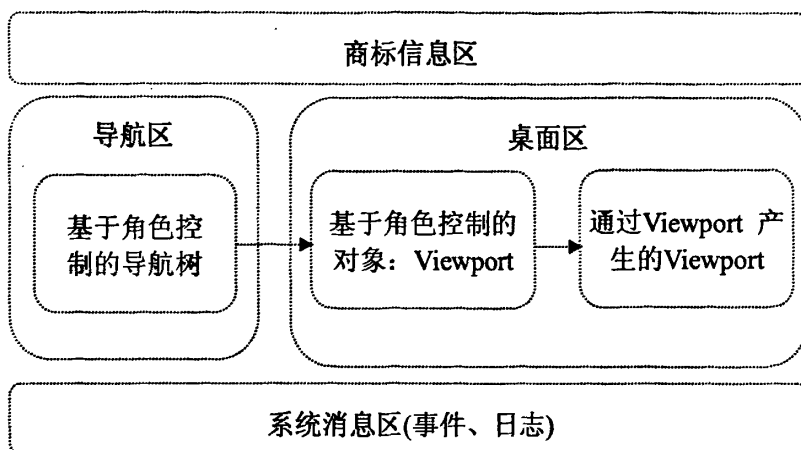 商标信息区
导航区
基于角色控
制的导航树
桌面区
基于角色控制的
对象：Viewport
通过Viewport 产
生的Viewport
系统消息区(事件、日志)